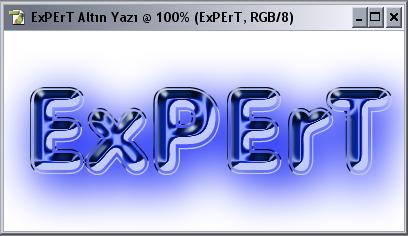 ExPErT Altın Yazı @ 100% (ExPErT, RGB/8)
ExPErT